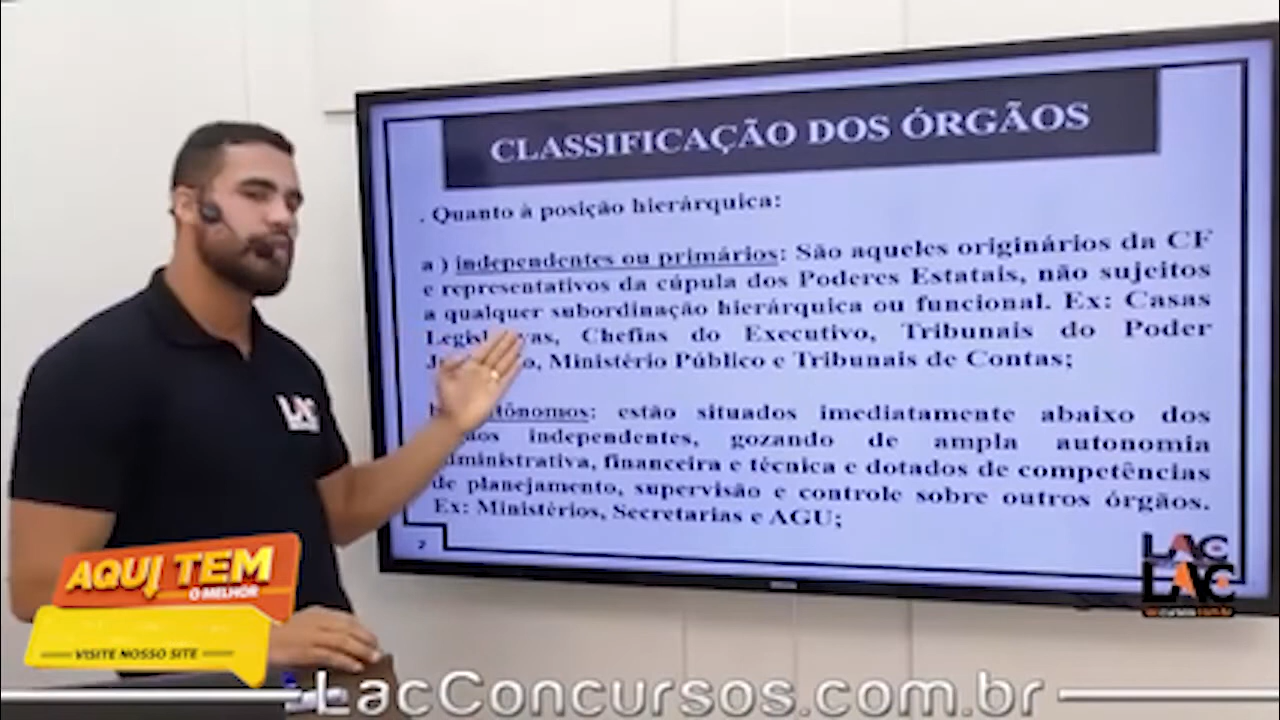 CLASSIFICAÇÃO DOS ÓRGÃOS
. Quanto à posição hierárquica:
a ) independentes ou primários: São aqueles originários da CF
e representativos da cúpula dos Poderes Estatais, não sujeitos
a qualquer subordinação hierárquica ou funcional. Ex: Casas
Chefias do Executivo, Tribunais do Poder
Ministério Público e Tribunais de Contas;
estão situados imediatamente abaixo dos
independentes, gozando de ampla autonomia
administrativa, financeira e técnica e dotados de competências
de planejamento, supervisão e controle sobre outros órgãos.
Ex: Ministérios, Secretarias e AGU;
2
LAC
LAC
LAC
AQUI TEM
O MELHOR
VISITE NOSSO SITE
LacConcursos.com.br